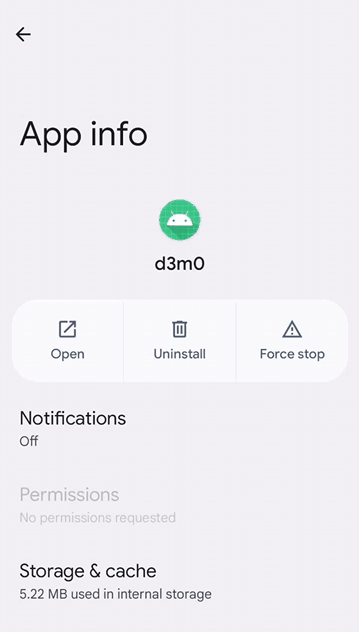 App info
d3m0
Open
Uninstall
Force stop
Notifications
Off
Permissions
No permissions requested
Storage & cache
5.22 MB used in internal storage